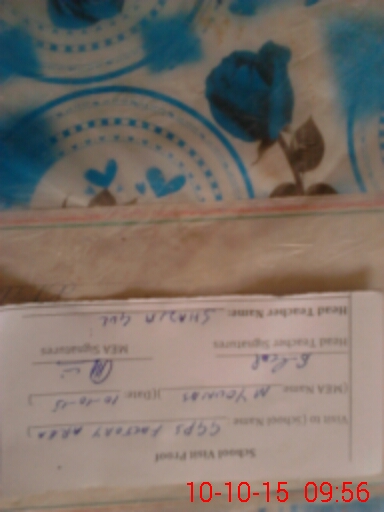 School Visit Proof
Visit to (School Name) GGPS FACTORY AREA
(MEA Name: M YOUNAS )(Date: 10-10-15 )
Head Teacher Signatures MEA Signatures
Head Teacher Name: SHAZIA GUL
10-10-15 09:56